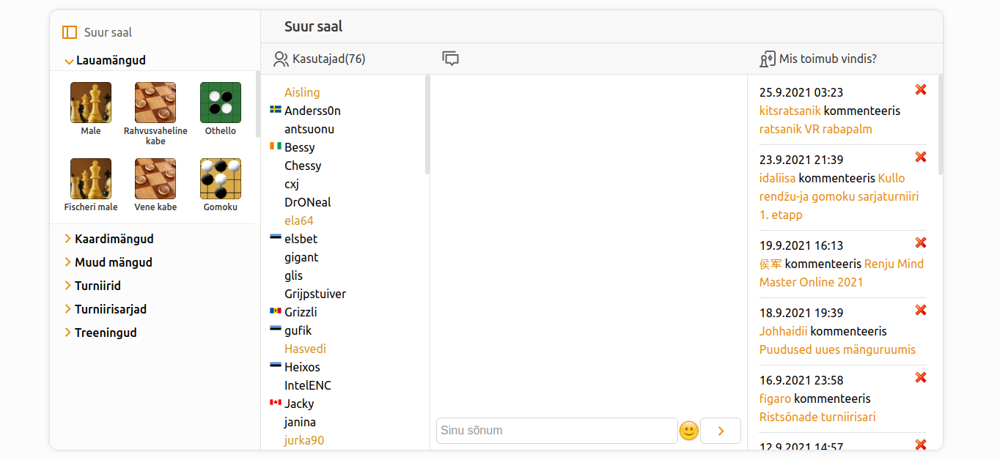 Suur saal
Lauamängud
Male
Rahvusvaheline
kabe
Othello
Fischeri male
Vene kabe
Gomoku
Kaardimängud
Muud mängud
Turniirid
Turniirisarjad
Treeningud
Suur saal
Kasutajad(76)
Aisling
Anderss0n
antsuonu
Bessy
Chessy
cxj
DrONeal
ela64
elsbet
gigant
glis
Grijpstuiver
Grizzli
gufik
Hasvedi
Heixos
IntelENC
Jacky
janina
jurka90
Sinu sõnum
Mis toimub vindis?
25.9.2021 03:23
kitsratsanik kommenteeris
ratsanik VR rabapalm
23.9.2021 21:39
idaliisa kommenteeris Kullo
rendžu-ja gomoku sarjaturniiri
1. etapp
19.9.2021 16:13
侯军 kommenteeris Renju Mind
Master Online 2021
18.9.2021 19:39
Johhaidii kommenteeris
Puudused uues mänguruumis
16.9.2021 23:58
figaro kommenteeris
Ristsõnade turniirisari
12.9.2021 14:57